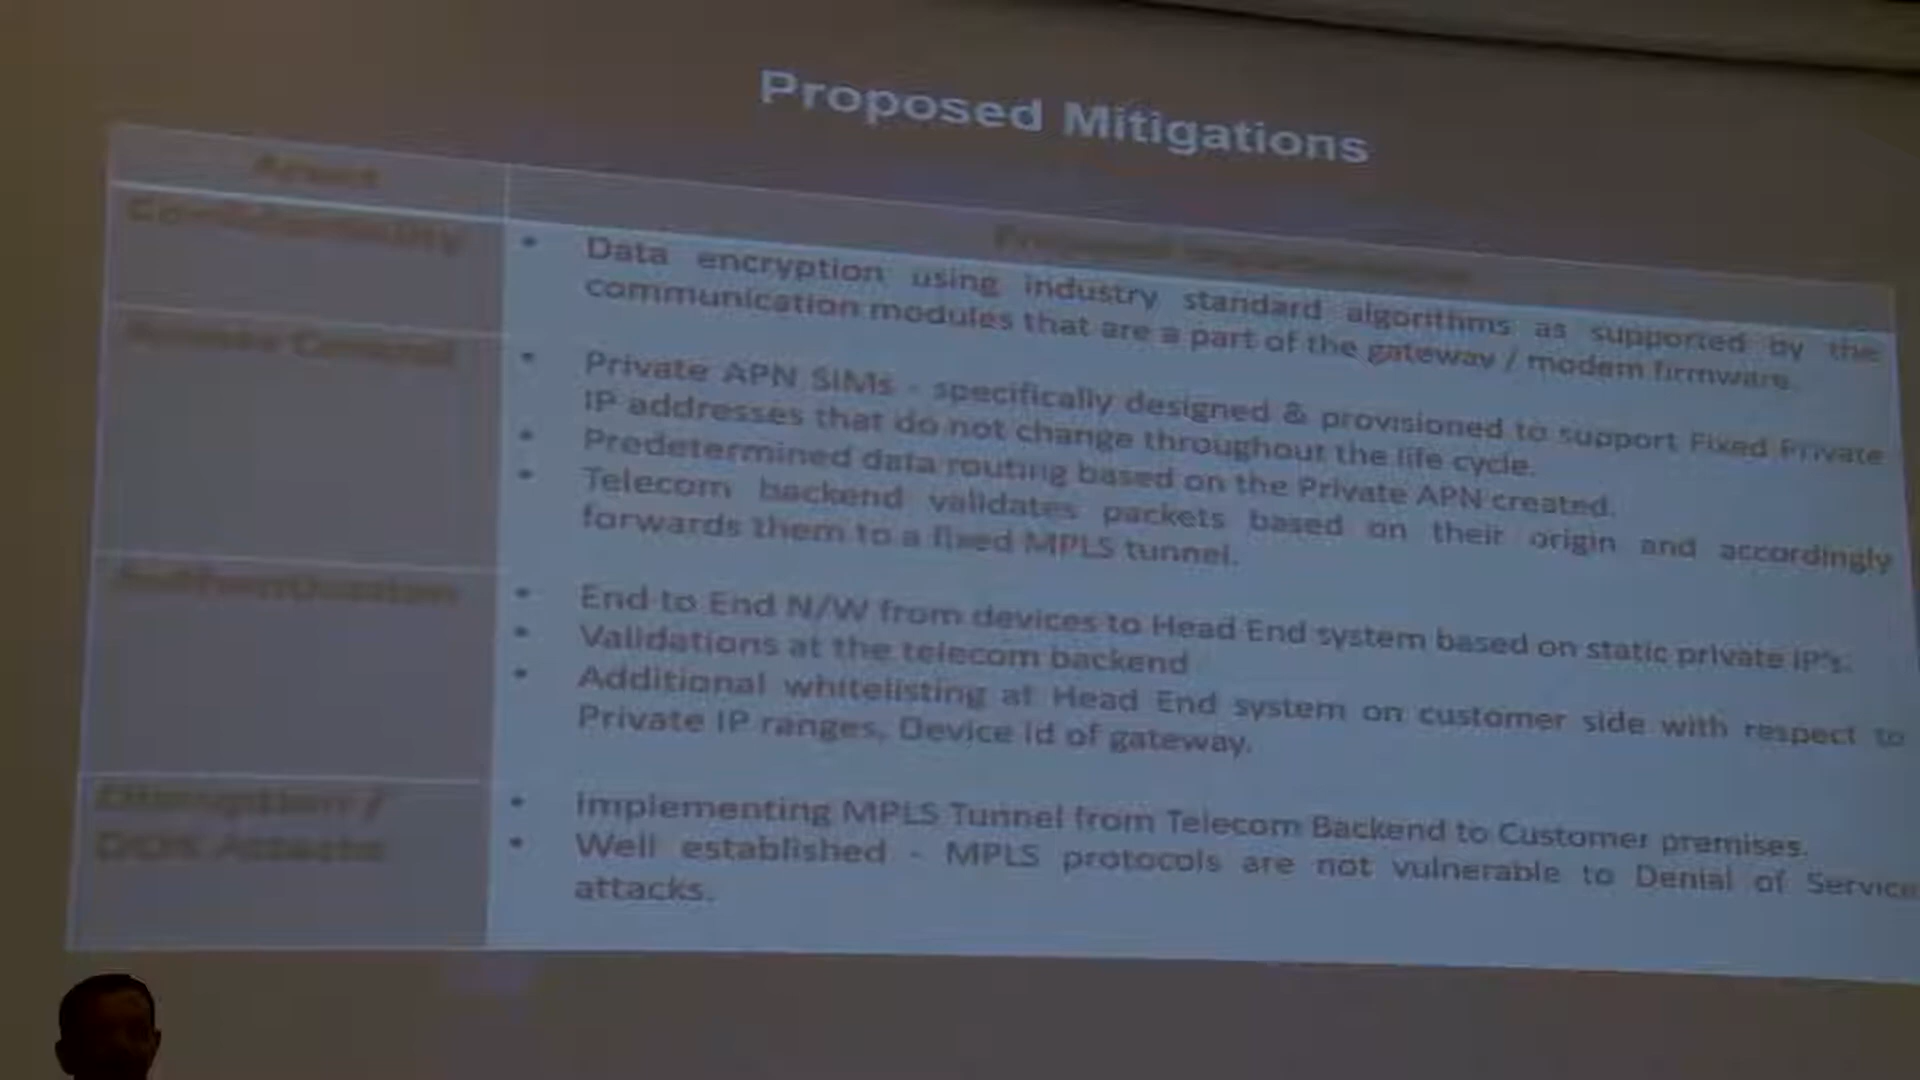 Proposed Mitigations
Confidentiality
• Data encryption using industry standard algorithms as supported by the
communication modules that are a part of the gateway / modem firmware.
Access Control
• Private APN SIMs - specifically designed & provisioned to support Fixed Private
IP addresses that do not change throughout the life cycle.
• Predetermined data routing based on the Private APN created.
• Telecom backend validates packets based on their origin and accordingly
forwards them to a fixed MPLS tunnel.
Authentication
• End to End N/W from devices to Head End system based on static private IP's.
• Validations at the telecom backend
• Additional whitelisting at Head End system on customer side with respect to
Private IP ranges, Device id of gateway.
• Implementing MPLS Tunnel from Telecom Backend to Customer premises.
• Well established - MPLS protocols are not vulnerable to Denial of Service
attacks.